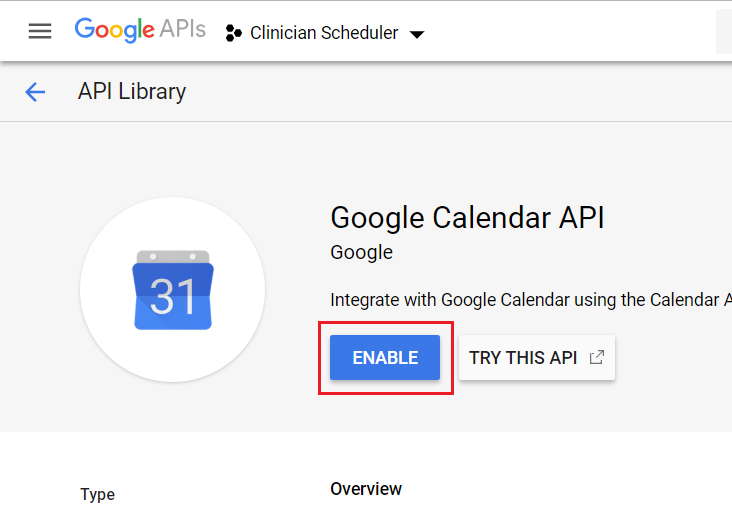 Google APIs Clinician Scheduler
API Library
Google Calendar API
Google
31
Integrate with Google Calendar using the Calendar A
ENABLE TRY THIS API
Type Overview